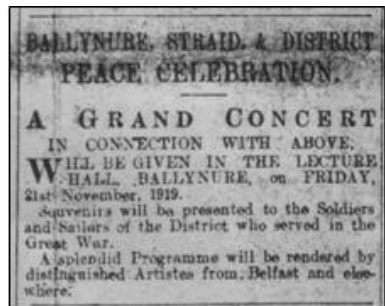 BALLYNURE, STRAID, & DISTRICT
PEACE CELEBRATION.
A GRAND CONCERT
IN CONNECTION WITH ABOVE,
WILL BE GIVEN IN THE LECTURE
HALL, BALLYNURE, on FRIDAY,
21st November, 1919.
Souvenirs will be presented to the Soldiers
and Sailors of the District who served in the
Great War.
A splendid Programme will be rendered by
distinguished Artistes from Belfast and else-
where.